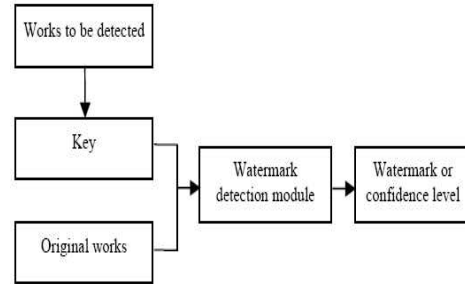 Works to be detected
Key
Original works
Watermark
detection module
Watermark or
confidence level